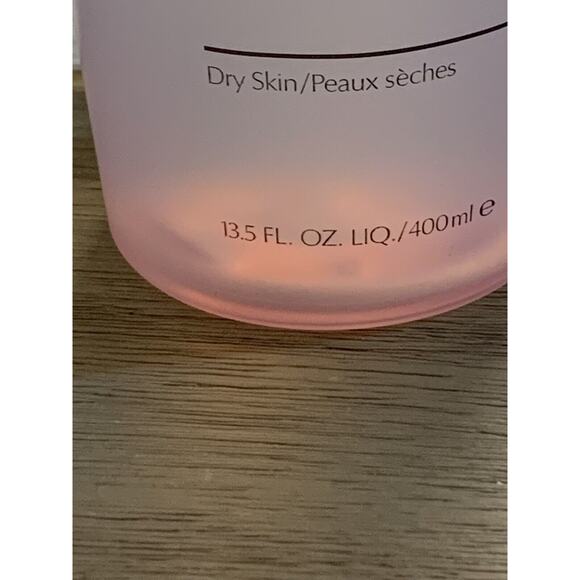 Dry Skin/Peaux sèches
13.5 FL. OZ. LIQ./400ml e